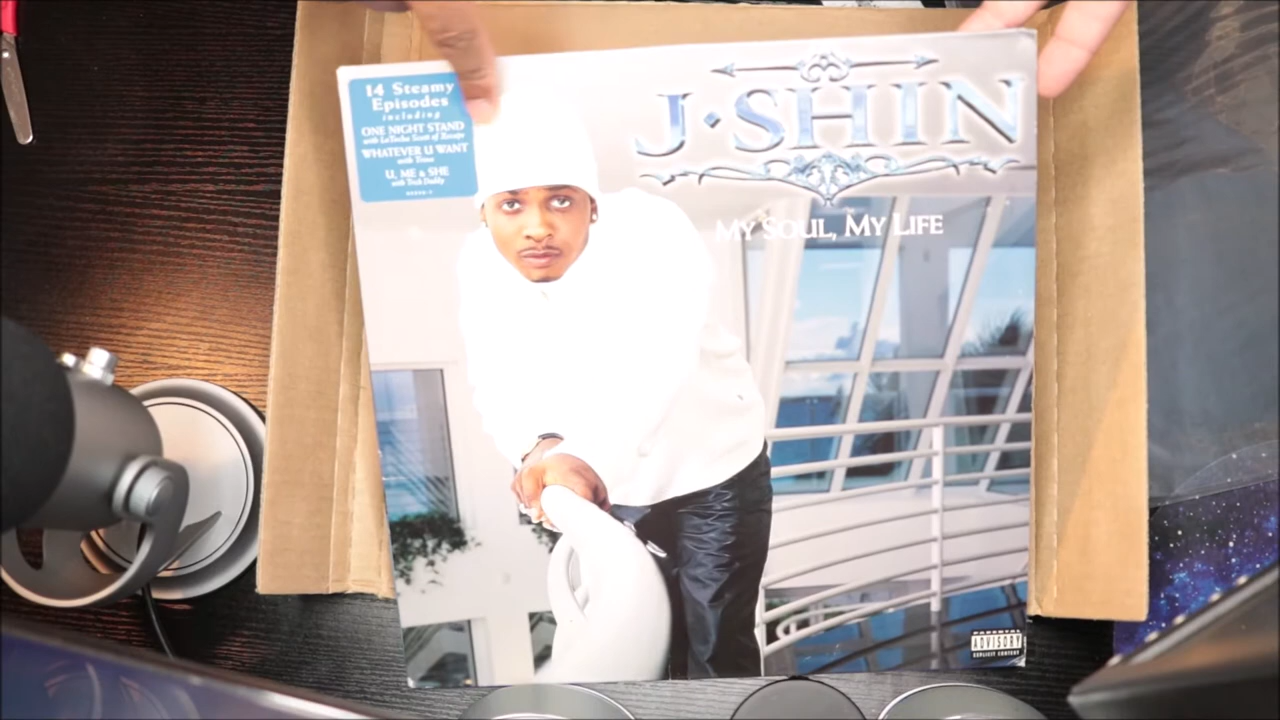 14 Steamy
Episodes
including
ONE NIGHT STAND
with LaTocha Scott of Xscape
WHATEVER U WANT
with Trina
U, ME & SHE
with Trick Daddy
J·SHIN
MY SOUL, MY LIFE
PARENTAL
ADVISORY
EXPLICIT CONTENT